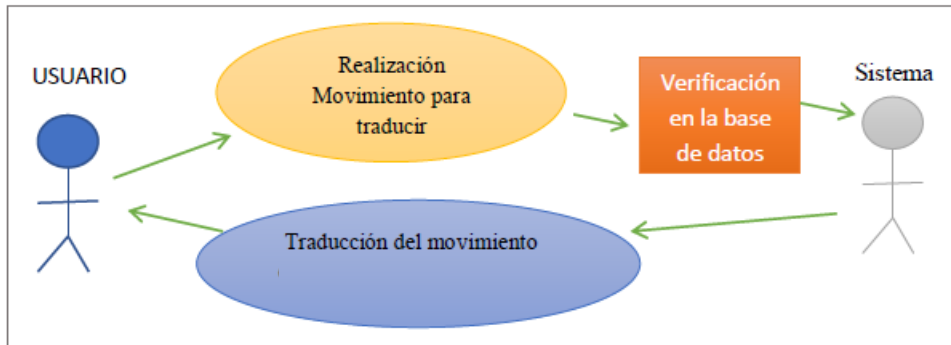 USUARIO
Realización
Movimiento para
traducir
Verificación
en la base
de datos
Sistema
Traducción del movimiento